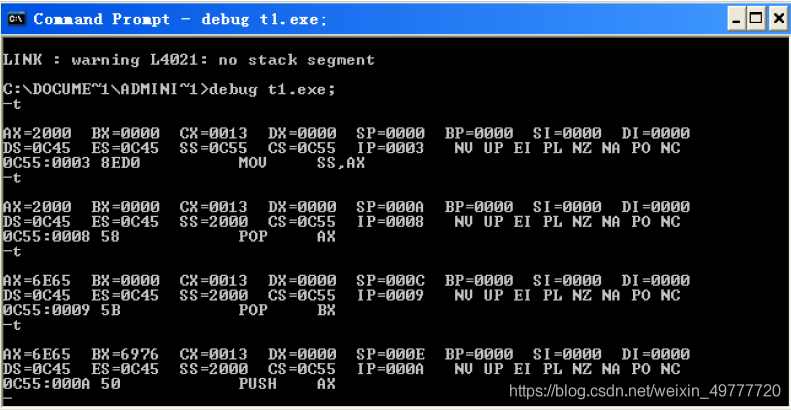 Command Prompt - debug t1.exe;
LINK : warning L4021: no stack segment
C:\DOCUME~1\ADMINI~1>debug t1.exe;
-t
AX=2000 BX=0000 CX=0013 DX=0000 SP=0000 BP=0000 SI=0000 DI=0000
DS=0C45 ES=0C45 SS=0C55 CS=0C55 IP=0003 NV UP EI PL NZ NA PO NC
0C55:0003 8ED0 MOV SS,AX
-t
AX=2000 BX=0000 CX=0013 DX=0000 SP=000A BP=0000 SI=0000 DI=0000
DS=0C45 ES=0C45 SS=2000 CS=0C55 IP=0008 NV UP EI PL NZ NA PO NC
0C55:0008 58 POP AX
-t
AX=6E65 BX=0000 CX=0013 DX=0000 SP=000C BP=0000 SI=0000 DI=0000
DS=0C45 ES=0C45 SS=2000 CS=0C55 IP=0009 NV UP EI PL NZ NA PO NC
0C55:0009 5B POP BX
-t
AX=6E65 BX=6976 CX=0013 DX=0000 SP=000E BP=0000 SI=0000 DI=0000
DS=0C45 ES=0C45 SS=2000 CS=0C55 IP=000A NV UP EI PL NZ NA PO NC
0C55:000A 50 PUSH AX
-
https://blog.csdn.net/weixin_49777720